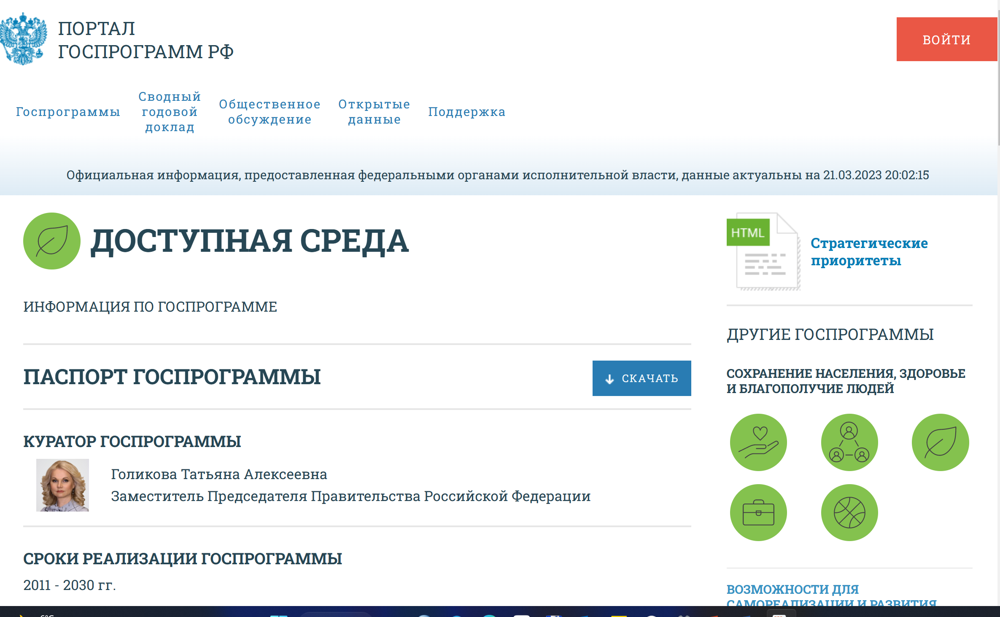 ПОРТАЛ
ГОСПРОГРАММ РФ
ВОЙТИ
Госпрограммы
Сводный
годовой
доклад
Общественное
обсуждение
Открытые
данные
Поддержка
Официальная информация, предоставленная федеральными органами исполнительной власти, данные актуальны на 21.03.2023 20:02:15
ДОСТУПНАЯ СРЕДА
ИНФОРМАЦИЯ ПО ГОСПРОГРАММЕ
ПАСПОРТ ГОСПРОГРАММЫ
СКАЧАТЬ
КУРАТОР ГОСПРОГРАММЫ
Голикова Татьяна Алексеевна
Заместитель Председателя Правительства Российской Федерации
СРОКИ РЕАЛИЗАЦИИ ГОСПРОГРАММЫ
2011 - 2030 гг.
HTML
Стратегические
приоритеты
ДРУГИЕ ГОСПРОГРАММЫ
СОХРАНЕНИЕ НАСЕЛЕНИЯ, ЗДОРОВЬЕ
И БЛАГОПОЛУЧИЕ ЛЮДЕЙ
ВОЗМОЖНОСТИ ДЛЯ
САМОРЕАЛИЗАЦИИ И РАЗВИТИЯ